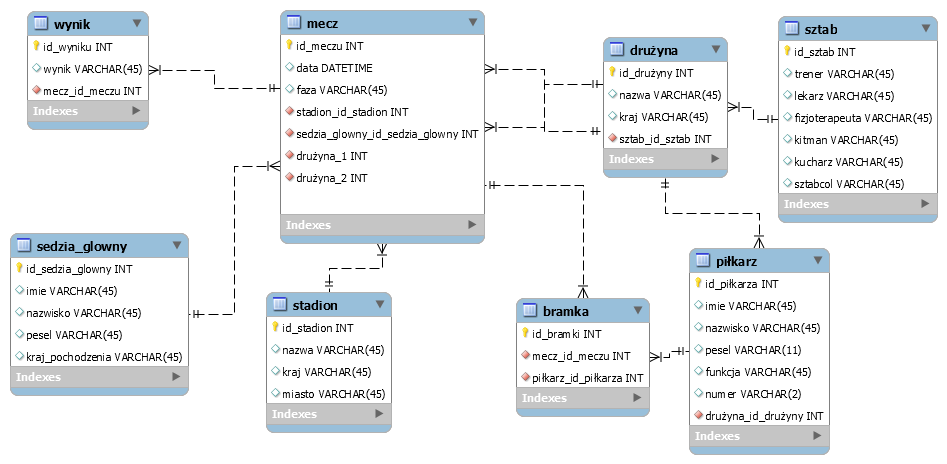 wynik
id_wyniku INT
wynik VARCHAR(45)
mecz_id_meczu INT
Indexes
mecz
id_meczu INT
data DATETIME
faza VARCHAR(45)
stadion_id_stadion INT
sedzia_glowny_id_sedzia_glowny INT
drużyna_1 INT
drużyna_2 INT
Indexes
drużyna
id_drużyny INT
nazwa VARCHAR(45)
kraj VARCHAR(45)
sztab_id_sztab INT
Indexes
sztab
id_sztab INT
trener VARCHAR(45)
lekarz VARCHAR(45)
fizjoterapeuta VARCHAR(45)
kitman VARCHAR(45)
kucharz VARCHAR(45)
sztabcol VARCHAR(45)
Indexes
sedzia_glowny
id_sedzia_glowny INT
imie VARCHAR(45)
nazwisko VARCHAR(45)
pesel VARCHAR(45)
kraj_pochodzenia VARCHAR(45)
Indexes
stadion
id_stadion INT
nazwa VARCHAR(45)
kraj VARCHAR(45)
miasto VARCHAR(45)
Indexes
bramka
id_bramki INT
mecz_id_meczu INT
piłkarz_id_piłkarza INT
Indexes
piłkarz
id_piłkarza INT
imie VARCHAR(45)
nazwisko VARCHAR(45)
pesel VARCHAR(11)
funkcja VARCHAR(45)
numer VARCHAR(2)
drużyna_id_drużyny INT
Indexes